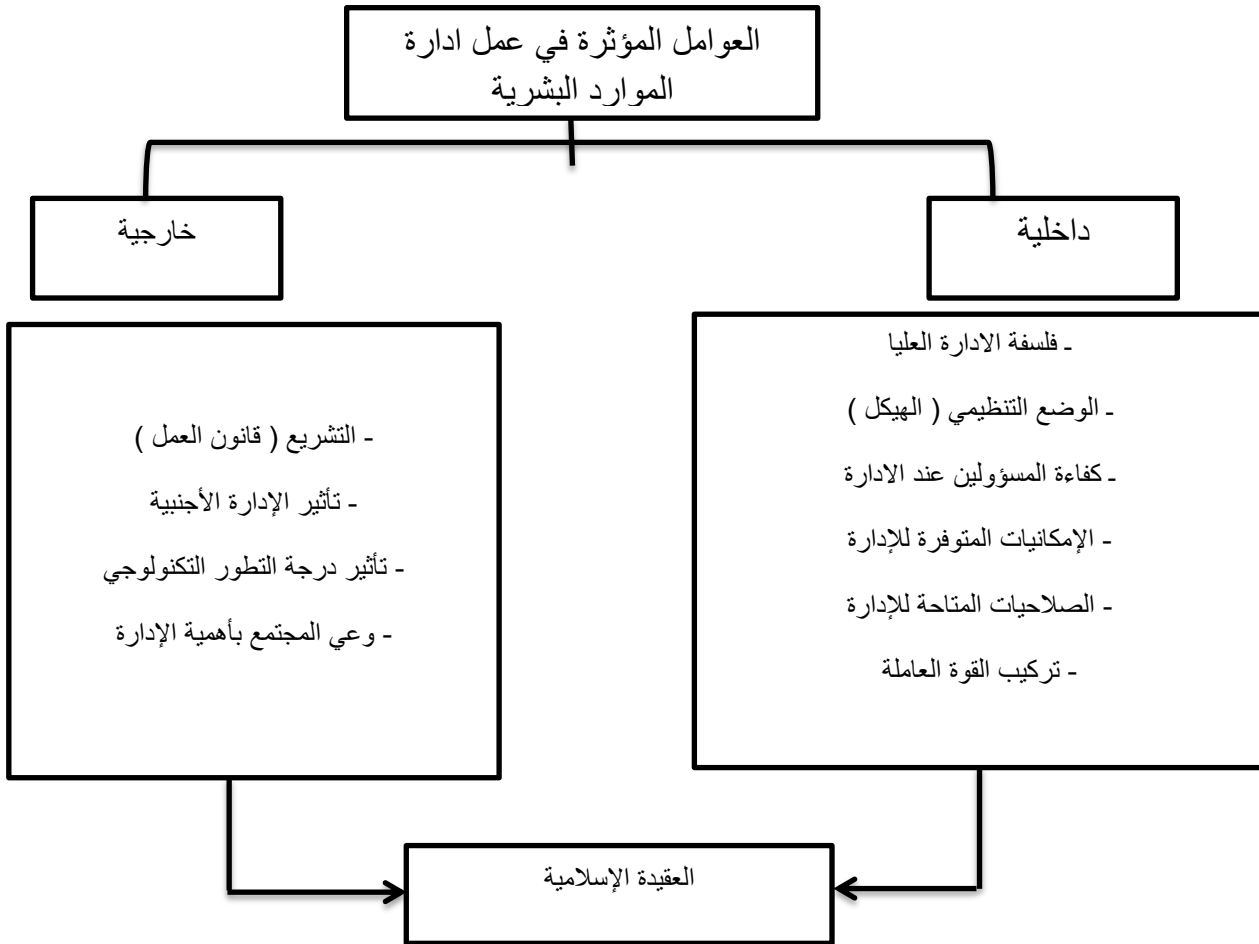 العوامل المؤثرة في عمل ادارة
الموارد البشرية
داخلية
خارجية
- فلسفة الادارة العليا
- الوضع التنظيمي ( الهيكل )
- كفاءة المسؤولين عند الادارة
- الإمكانيات المتوفرة للإدارة
- الصلاحيات المتاحة للإدارة
- تركيب القوة العاملة
- التشريع ( قانون العمل )
- تأثير الإدارة الأجنبية
- تأثير درجة التطور التكنولوجي
- وعي المجتمع بأهمية الإدارة
العقيدة الإسلامية